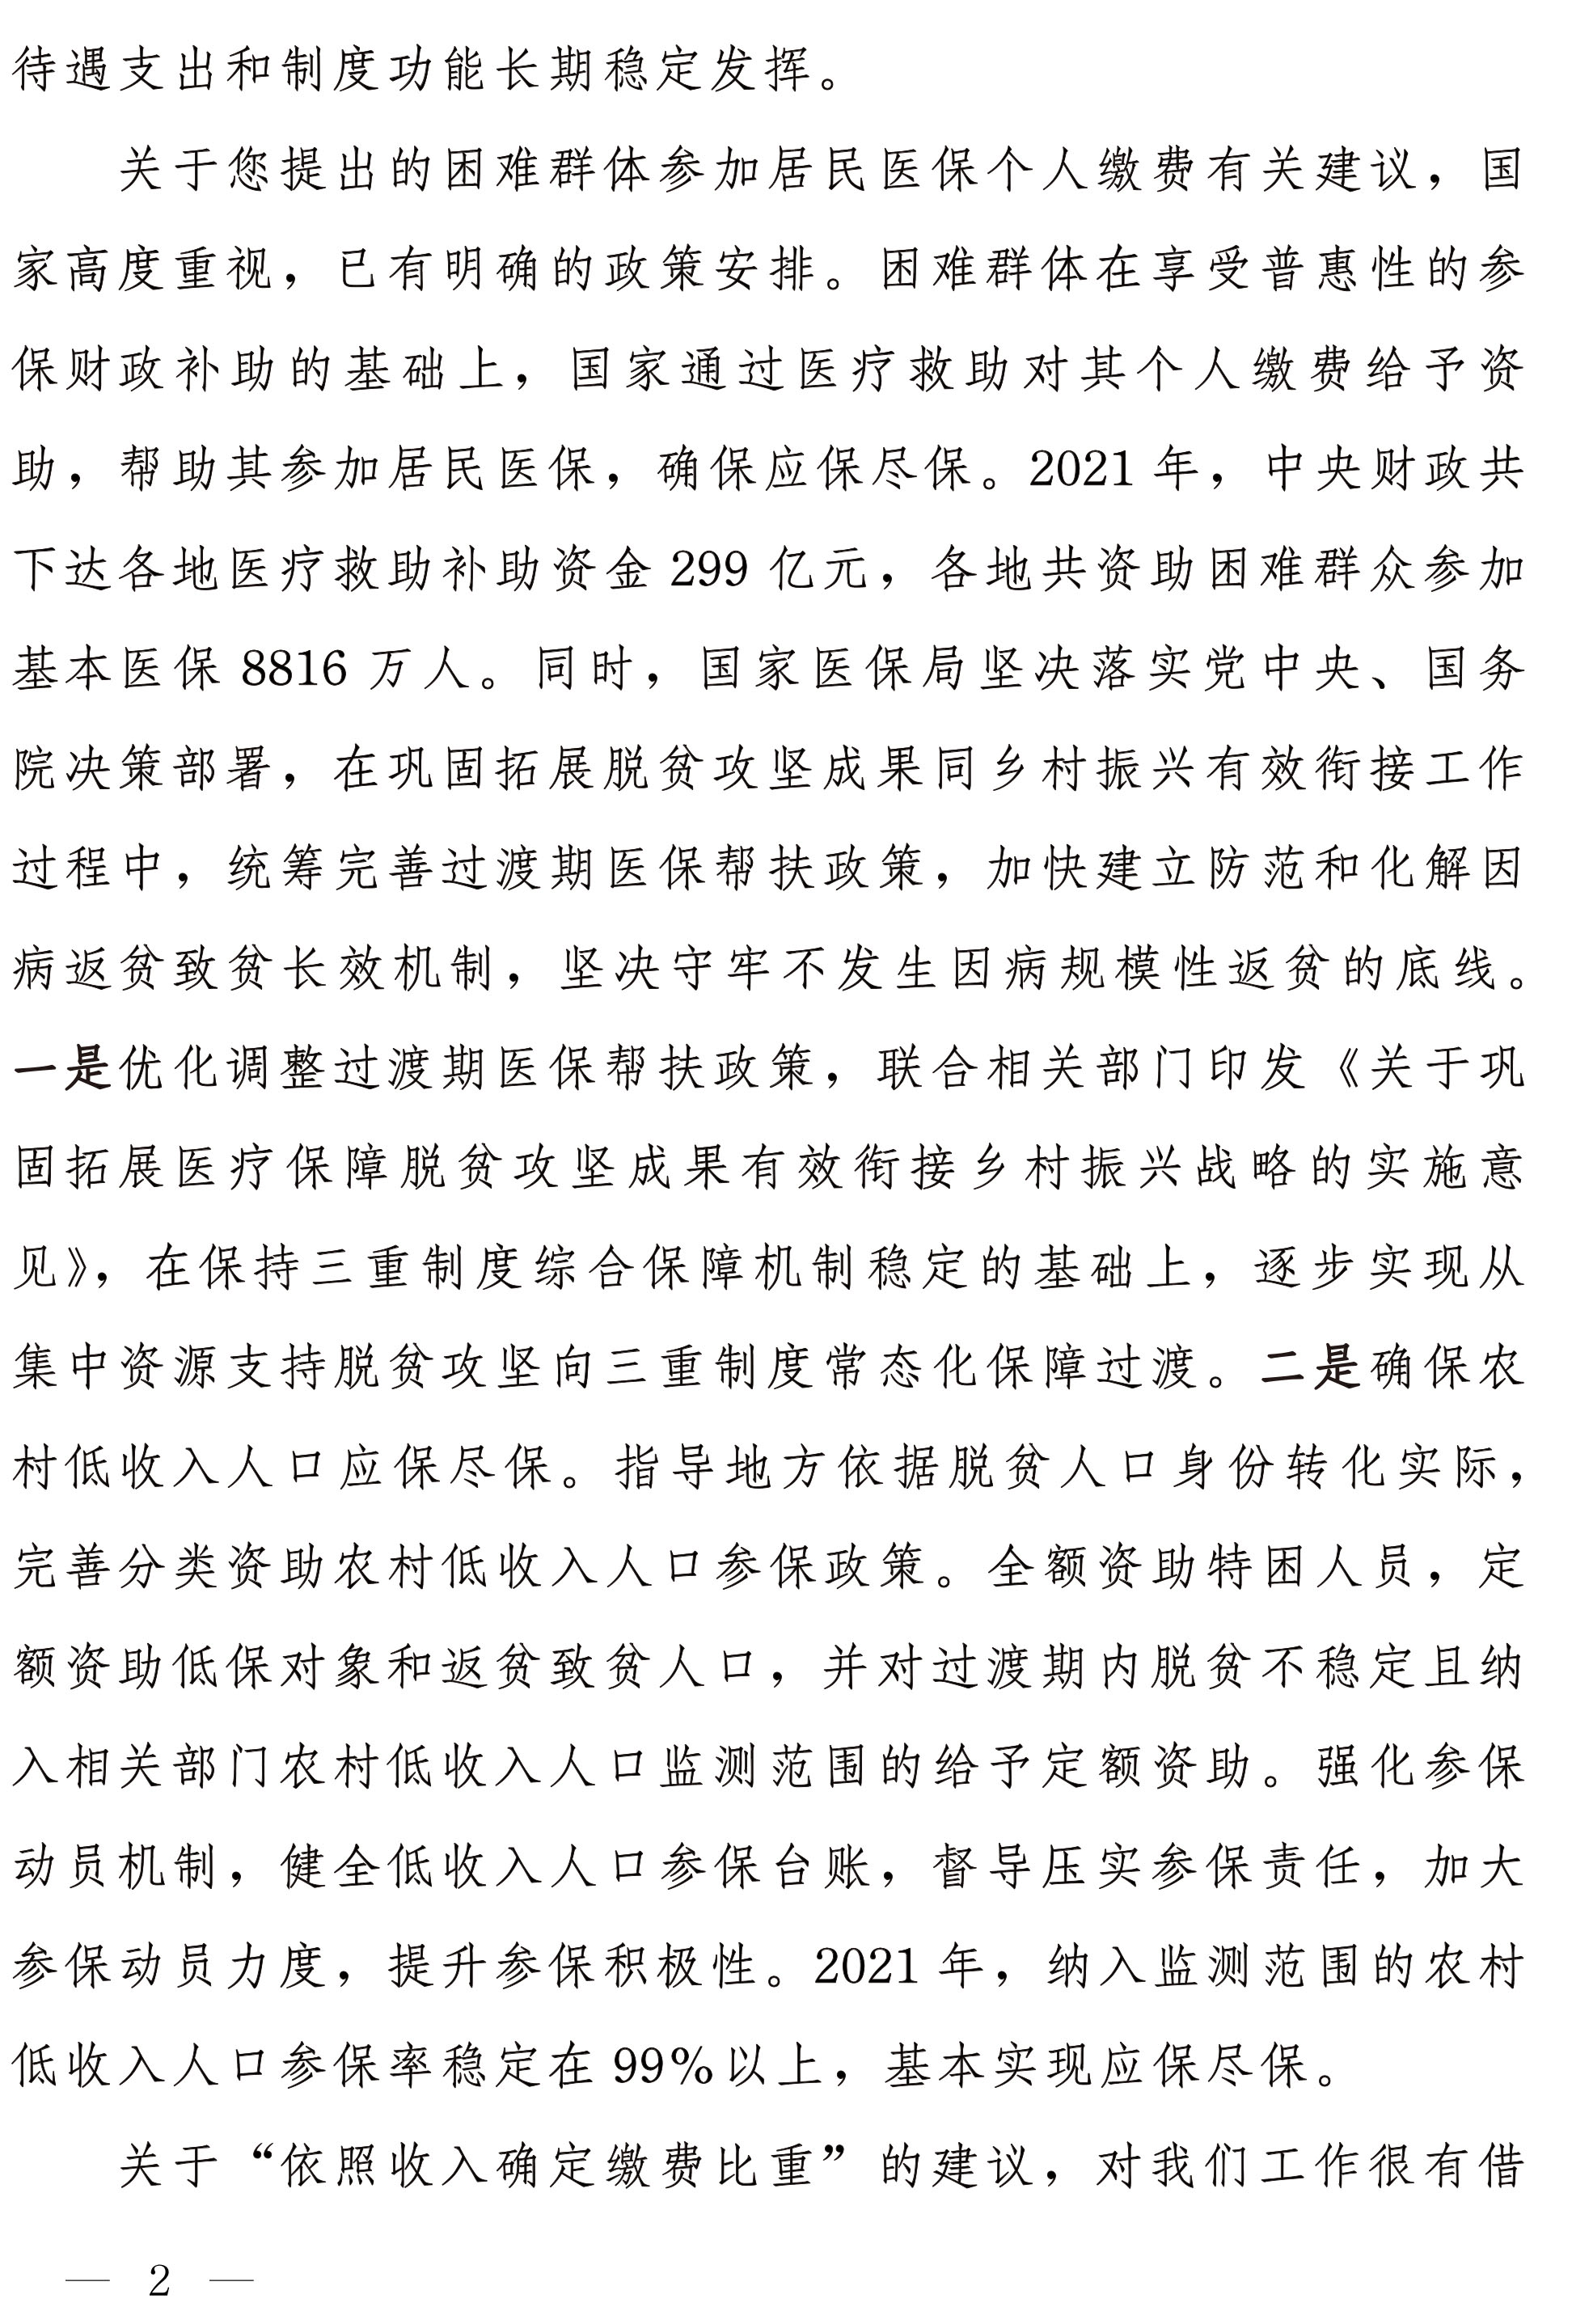 待遇支出和制度功能长期稳定发挥。
关于您提出的困难群体参加居民医保个人缴费有关建议，国
家高度重视，已有明确的政策安排。困难群体在享受普惠性的参
保财政补助的基础上，国家通过医疗救助对其个人缴费给予资
助，帮助其参加居民医保，确保应保尽保。2021 年，中央财政共
下达各地医疗救助补助资金 299 亿元，各地共资助困难群众参加
基本医保 8816 万人。同时，国家医保局坚决落实党中央、国务
院决策部署，在巩固拓展脱贫攻坚成果同乡村振兴有效衔接工作
过程中，统筹完善过渡期医保帮扶政策，加快建立防范和化解因
病返贫致贫长效机制，坚决守牢不发生因病规模性返贫的底线。
一是优化调整过渡期医保帮扶政策，联合相关部门印发《关于巩
固拓展医疗保障脱贫攻坚成果有效衔接乡村振兴战略的实施意
见》，在保持三重制度综合保障机制稳定的基础上，逐步实现从
集中资源支持脱贫攻坚向三重制度常态化保障过渡。二是确保农
村低收入人口应保尽保。指导地方依据脱贫人口身份转化实际，
完善分类资助农村低收入人口参保政策。全额资助特困人员，定
额资助低保对象和返贫致贫人口，并对过渡期内脱贫不稳定且纳
入相关部门农村低收入人口监测范围的给予定额资助。强化参保
动员机制，健全低收入人口参保台账，督导压实参保责任，加大
参保动员力度，提升参保积极性。2021 年，纳入监测范围的农村
低收入人口参保率稳定在 99%以上，基本实现应保尽保。
关于“依照收入确定缴费比重”的建议，对我们工作很有借
— 2 —